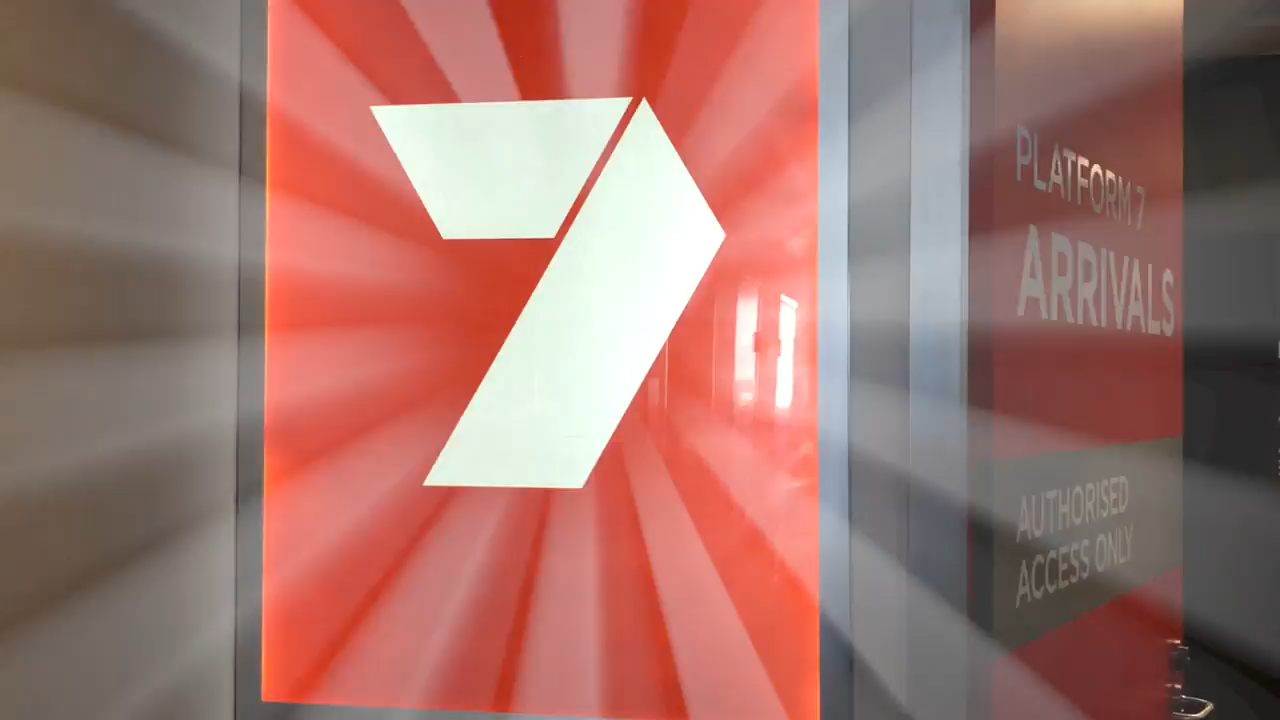 7
PLATFORM 7
ARRIVALS
AUTHORISED
ACCESS ONLY